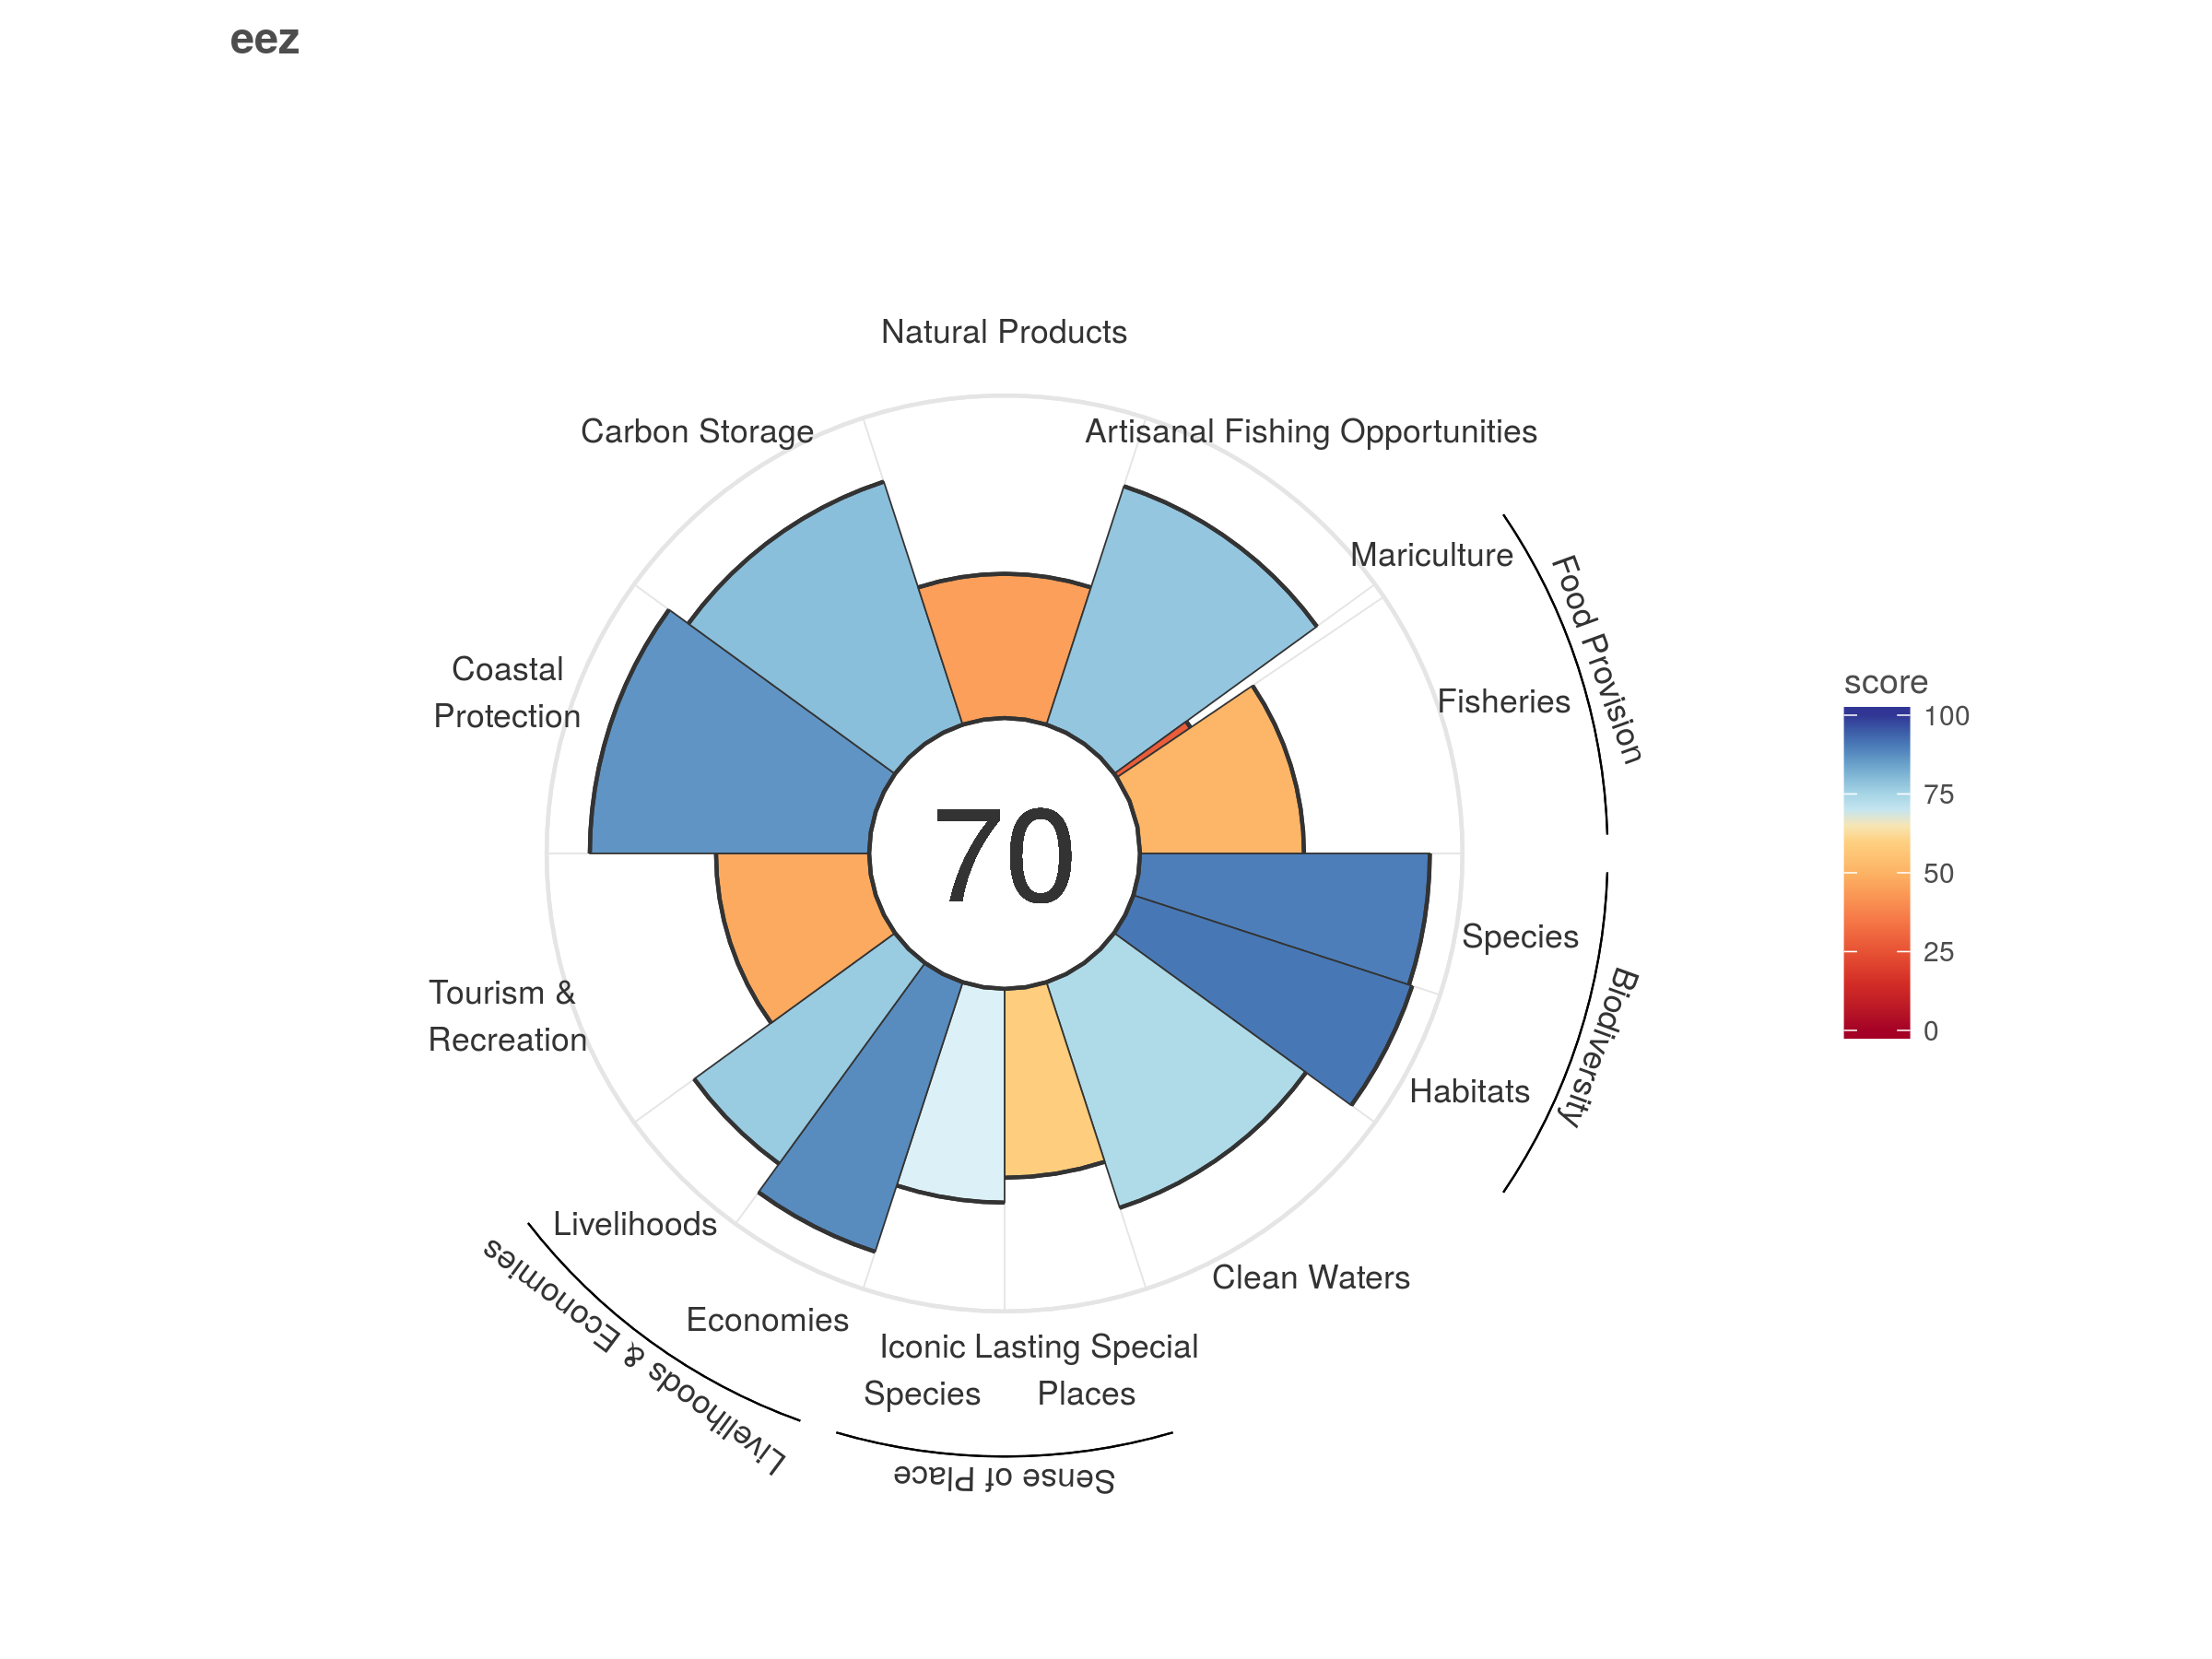 eez
Natural Products
Carbon Storage
Artisanal Fishing Opportunities
Mariculture
Food Provision
Coastal
Protection
Fisheries
score
100
75
50
25
0
70
Species
Biodiversity
Tourism &
Recreation
Habitats
Livelihoods
Clean Waters
Economies
Livelihoods & Economies
Iconic
Species
Lasting Special
Places
Sense of Place